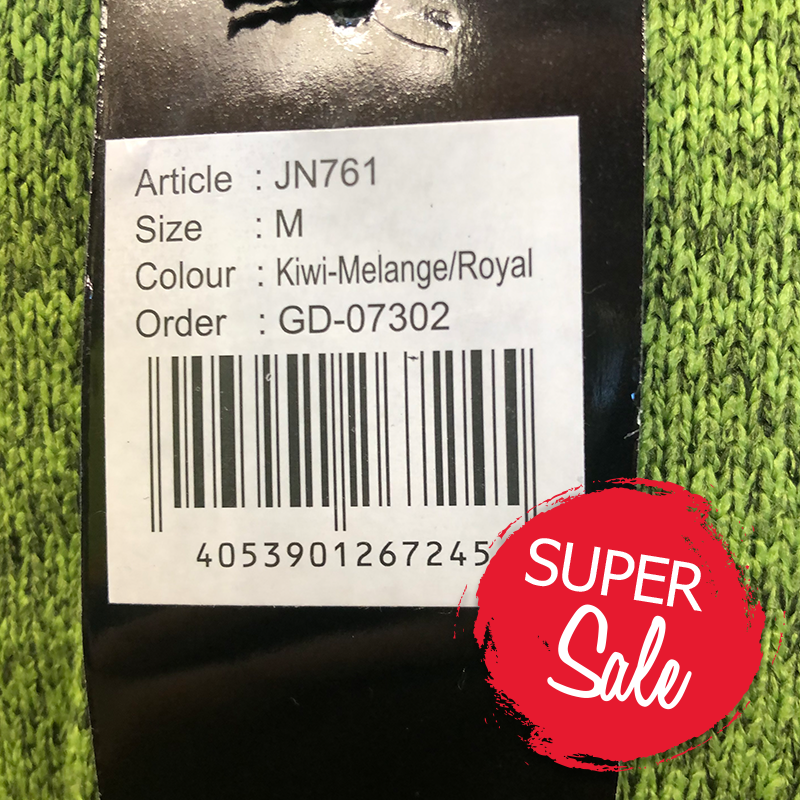 Article : JN761
Size : M
Colour : Kiwi-Melange/Royal
Order : GD-07302
4053901267245
SUPER
Sale